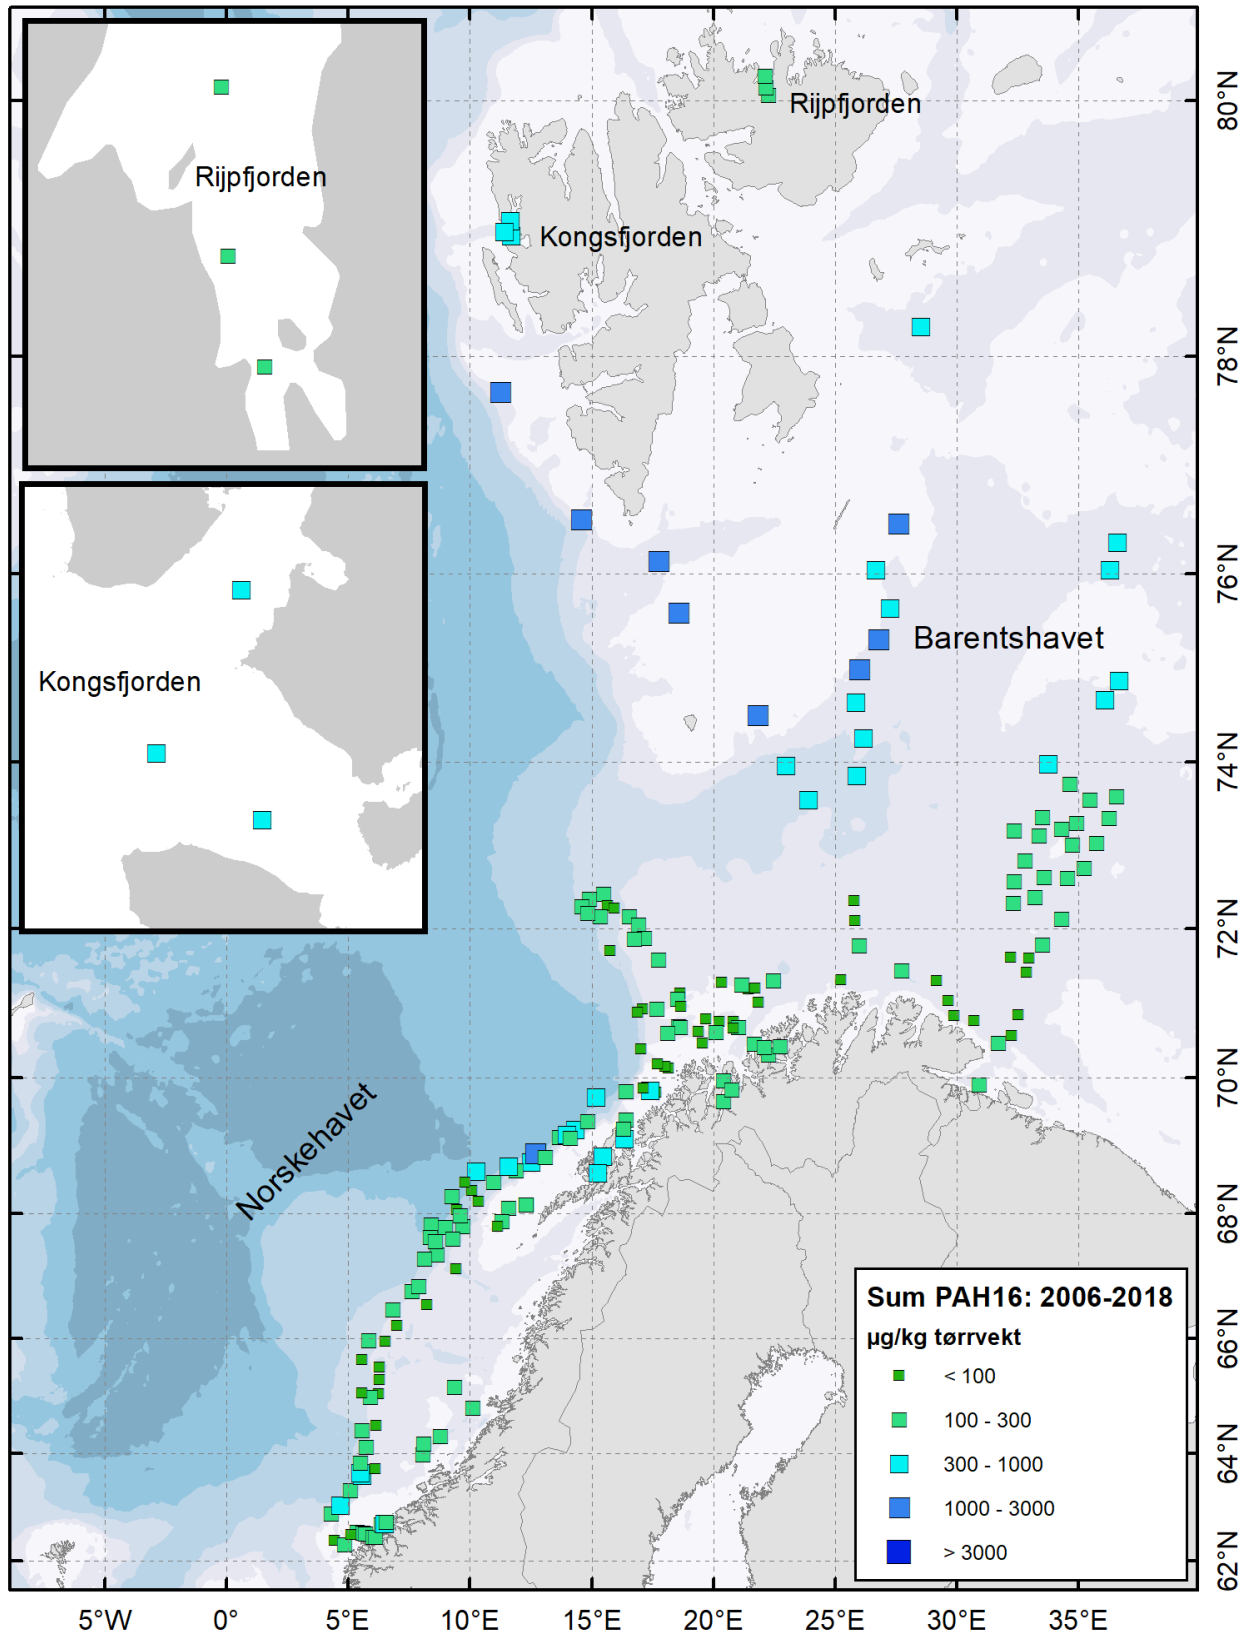 Rijpfjorden
Kongsfjorden
Rijpfjorden
Kongsfjorden
Barentshavet
Norskehavet
80°N
78°N
76°N
74°N
72°N
70°N
68°N
66°N
64°N
62°N
Sum PAH16: 2006-2018
µg/kg tørrvekt
< 100
100 - 300
300 - 1000
1000 - 3000
> 3000
5°W 0° 5°E 10°E 15°E 20°E 25°E 30°E 35°E